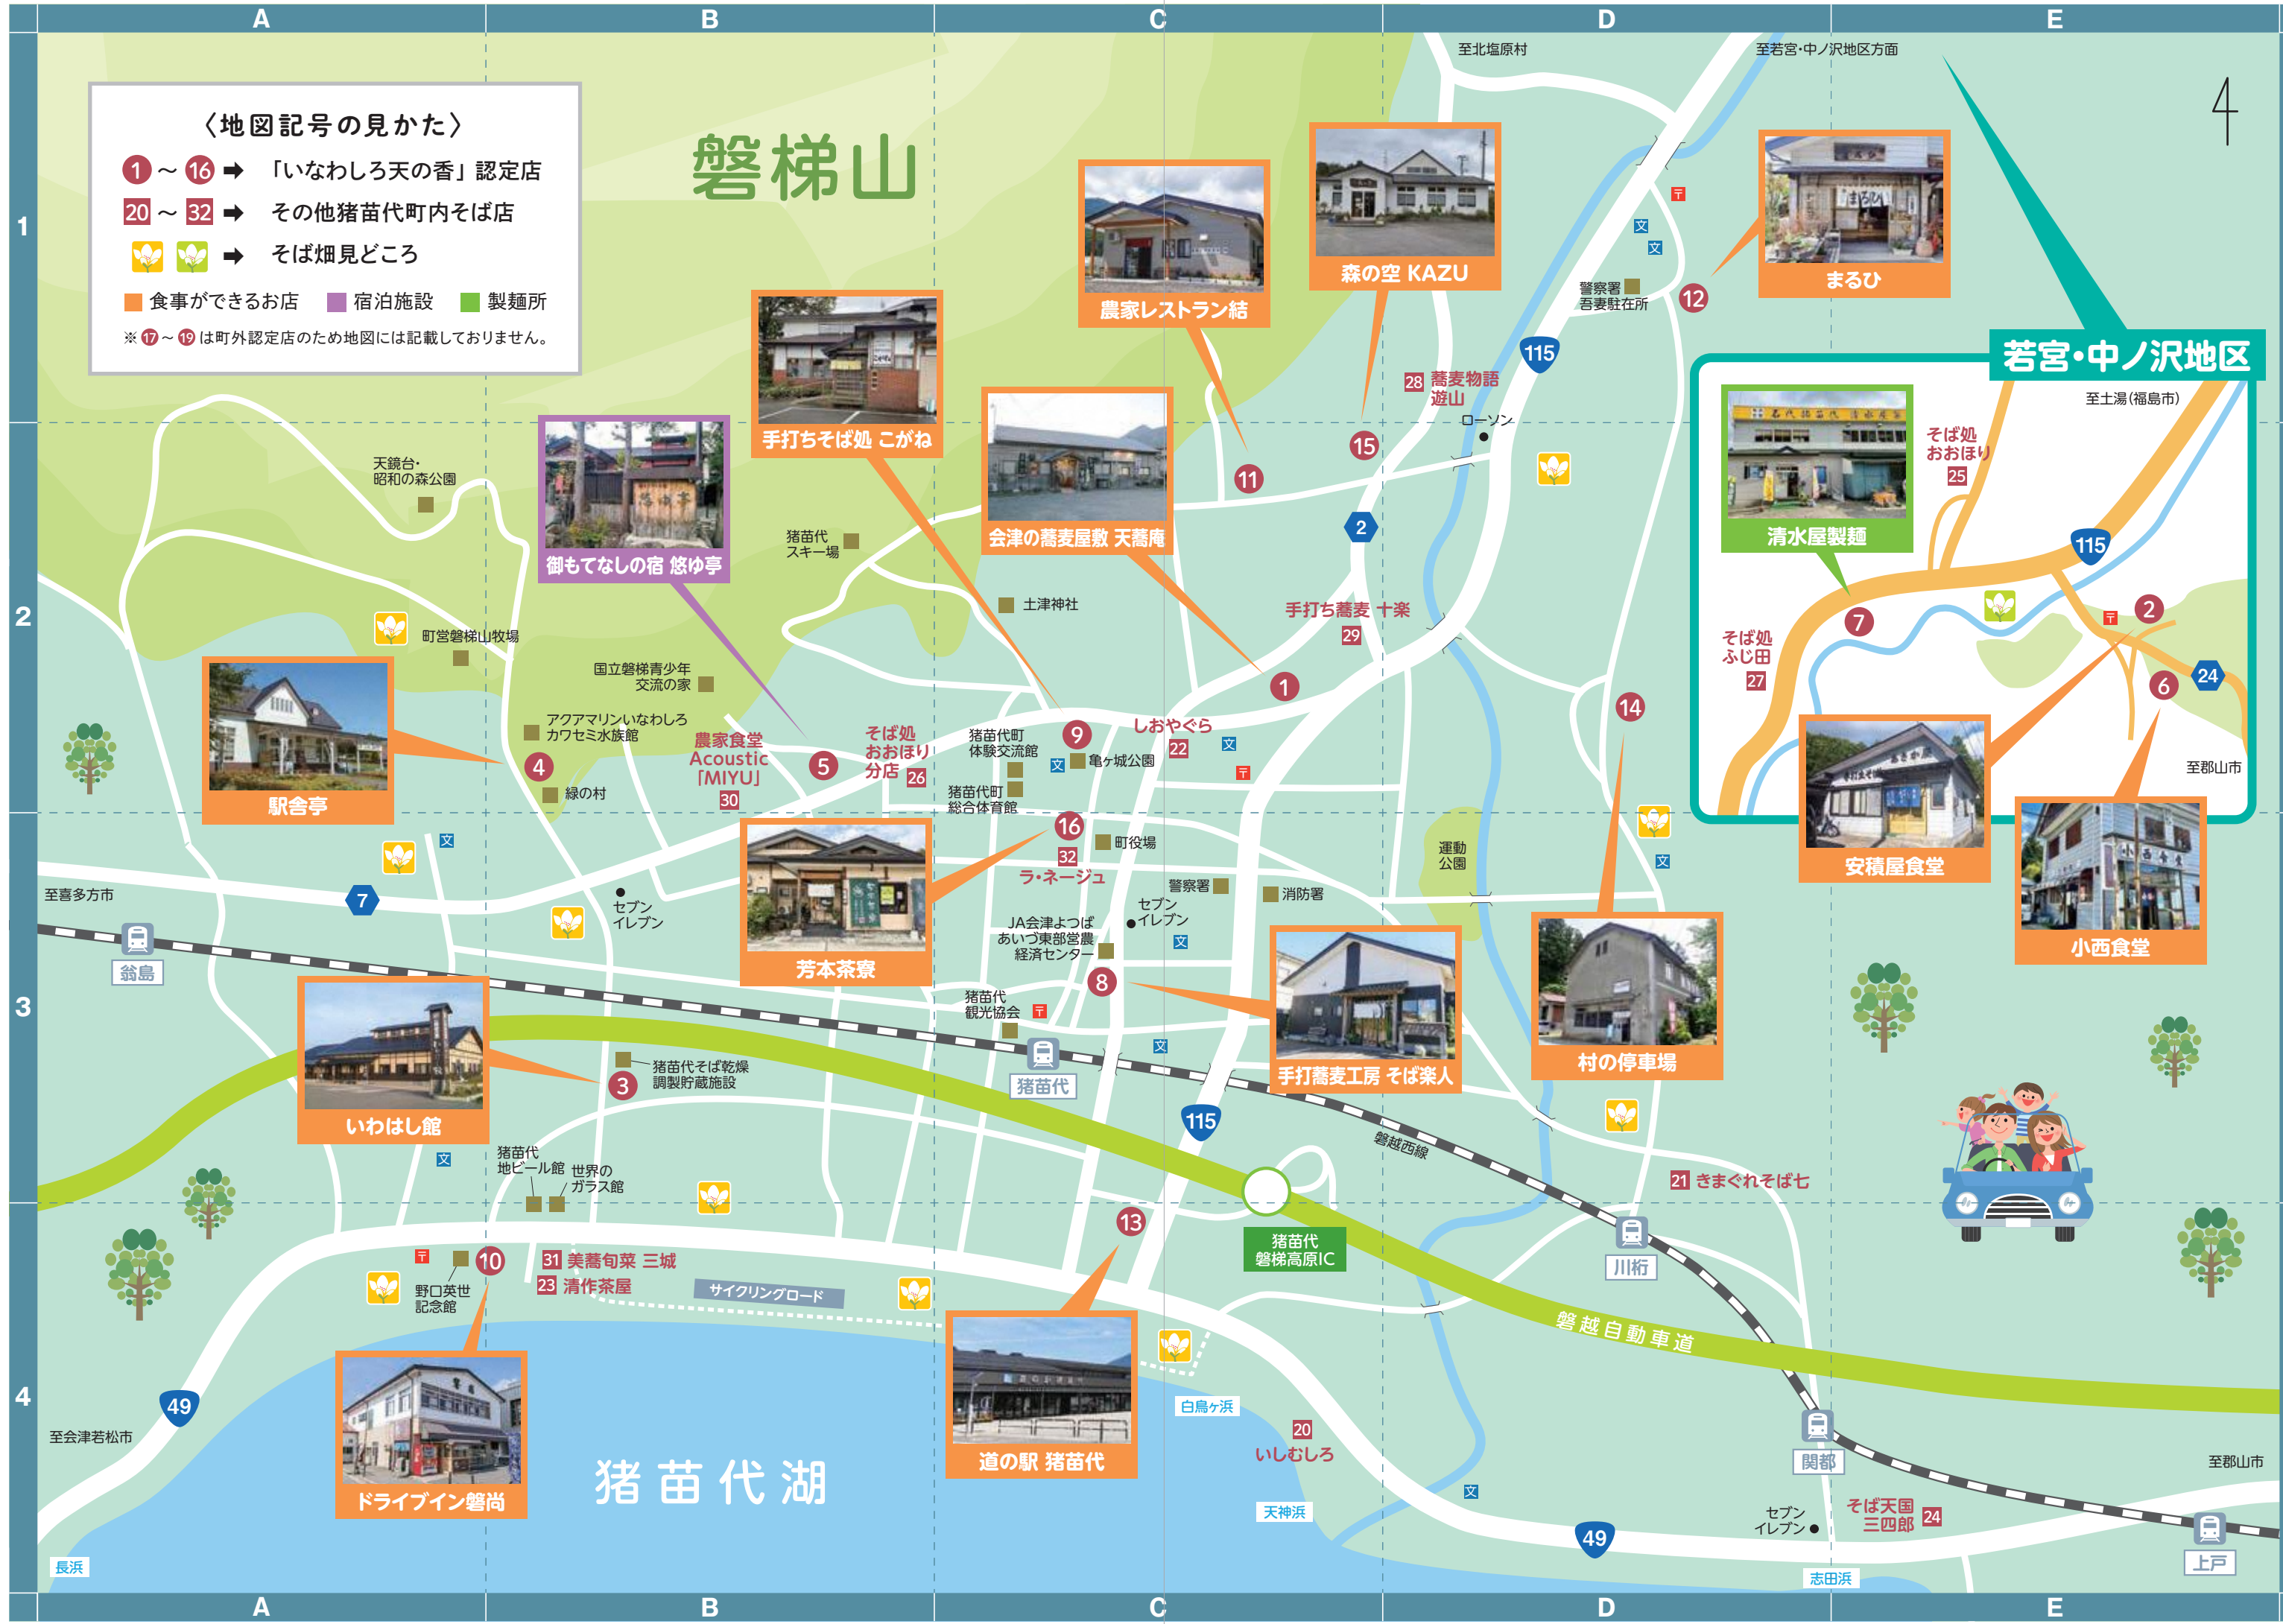 A
B
C
D
E
1
2
3
4
〈地図記号の見かた〉
1 〜 16 ➡ 「いなわしろ天の香」認定店
20 〜 32 ➡ その他猪苗代町内そば店
➡ そば畑見どころ
食事ができるお店 宿泊施設 製麺所
※17〜19は町外認定店のため地図には記載しておりません。
磐梯山
至北塩原村
至若宮・中ノ沢地区方面
農家レストラン結
森の空 KAZU
まるひ
まるひ
警察署
吾妻駐在所
12
115
28 蕎麦物語
遊山
ローソン
15
11
2
若宮・中ノ沢地区
至土湯(福島市)
清水屋製麺
そば処
おおほり
25
115
7
2
6
24
そば処
ふじ田
27
至郡山市
安積屋食堂
小西食堂
小西食堂
手打ちそば処 こがね
会津の蕎麦屋敷 天蕎庵
御もてなしの宿 悠ゆ亭
天鏡台・
昭和の森公園
猪苗代
スキー場
土津神社
町営磐梯山牧場
国立磐梯青少年
交流の家
手打ち蕎麦 十楽
29
1
駅舎亭
アクアマリンいなわしろ
カワセミ水族館
4
緑の村
農家食堂
Acoustic
「MIYU」
30
5
そば処
おおほり
分店 26
猪苗代町
体験交流館
9
文
亀ヶ城公園
しおやぐら
22
文
〒
猪苗代町
総合体育館
14
16
32
ラ・ネージュ
町役場
芳本茶寮
警察署
消防署
運動
公園
セブン
イレブン
JA会津よつば
あいづ東部営農
経済センター
8
文
手打蕎麦工房 そば楽人
村の停車場
至喜多方市
7
セブン
イレブン
翁島
いわはし館
猪苗代
観光協会
〒
猪苗代
文
猪苗代そば乾燥
調製貯蔵施設
3
115
磐越西線
猪苗代
地ビール館
世界の
ガラス館
21 きまぐれそば七
13
猪苗代
磐梯高原IC
川桁
〒
10
野口英世
記念館
31 美蕎旬菜 三城
23 清作茶屋
サイクリングロード
磐越自動車道
ドライブイン磐尚
道の駅 猪苗代
白鳥ヶ浜
49
至会津若松市
猪苗代湖
20
いしむしろ
天神浜
関都
至郡山市
文
セブン
イレブン
そば天国
三四郎 24
49
上戸
長浜
志田浜
A
B
C
D
E